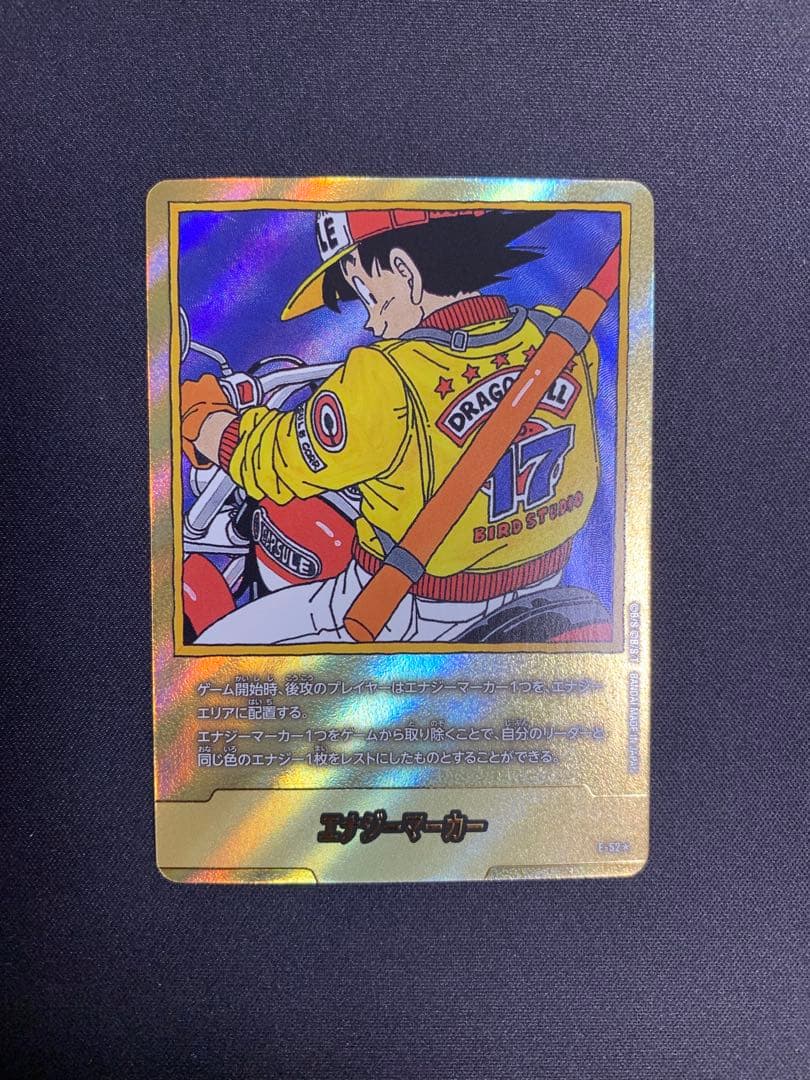 LE
DRAGO LL
17
BIRD STUDIO
C
CORP.
CAPSULE
©B/S ©B/S・T BANDAI MADE IN JAPAN
ゲーム開始時、後攻のプレイヤーはエナジーマーカー1つを、エナジー
エリアに配置する。
エナジーマーカー1つをゲームから取り除くことで、自分のリーダーと
同じ色のエナジー1枚をレストにしたものとすることができる。
エナジーマーカー
E-52★